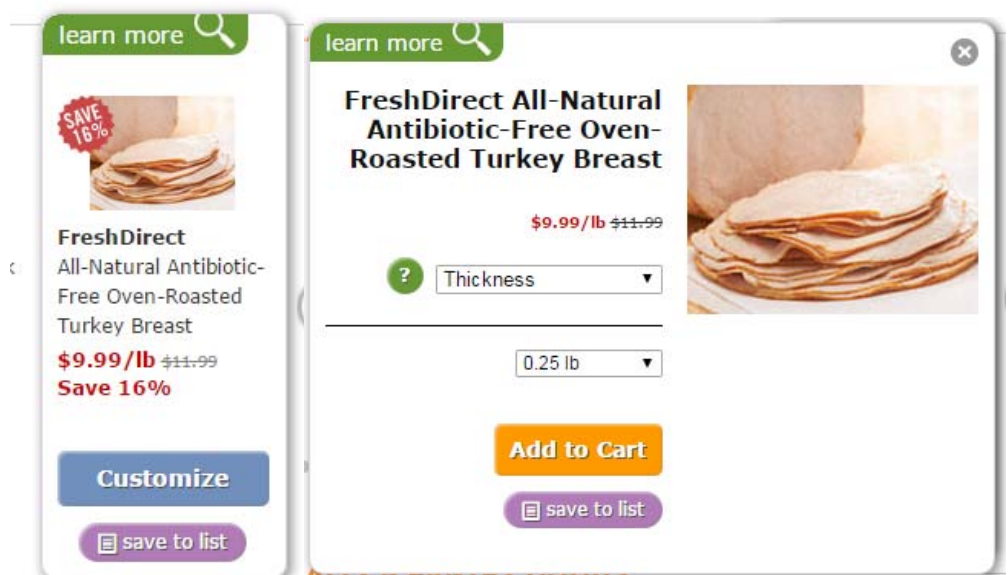 learn more
SAVE
16%
FreshDirect
All-Natural Antibiotic-
Free Oven-Roasted
Turkey Breast
$9.99/lb $11.99
Save 16%
Customize
save to list
learn more
FreshDirect All-Natural
Antibiotic-Free Oven-
Roasted Turkey Breast
$9.99/lb $11.99
? Thickness
0.25 lb
Add to Cart
save to list